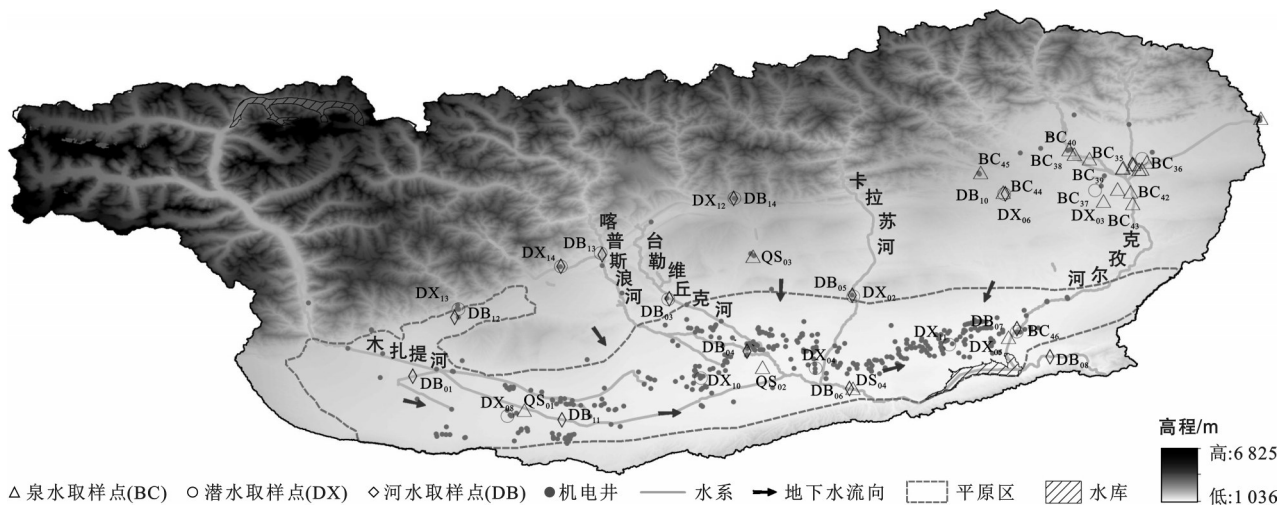 BC40
BC38
BC35
BC36
BC45
BC39
BC44
DB10
BC37
BC42
DX06
DX03
BC43
DX12
DB14
卡拉苏河
喀普斯浪河
台勒维丘克河
克孜尔河
DB13
DX14
QS03
DX13
DB12
DB05
DX02
DB03
DB07
BC46
木扎提河
DB04
DX04
DX05
DB08
DB01
DX10
QS02
DS04
DB06
DX08
QS01
DB11
高程/m
高:6 825
低:1 036
泉水取样点(BC)
潜水取样点(DX)
河水取样点(DB)
机电井
水系
地下水流向
平原区
水库